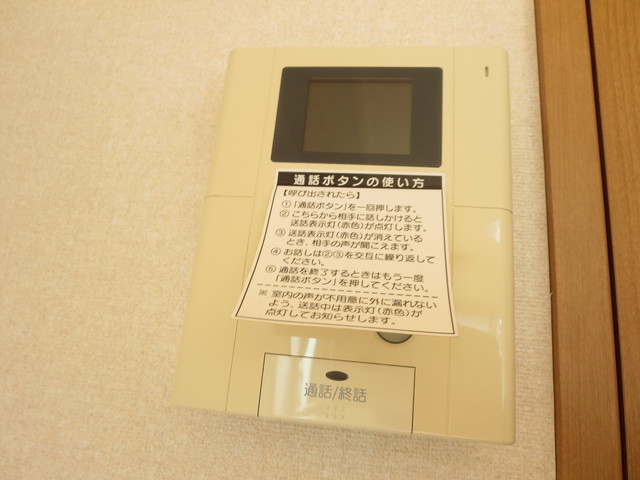 通話ボタンの使い方
【呼び出されたら】
①「通話ボタン」を一回押します。
②こちらから相手に話しかけると
送話表示灯(赤色)が点灯します。
③送話表示灯(赤色)が消えている
とき、相手の声が聞こえます。
④お話しは②③を交互に繰り返して
ください。
⑤通話を終了するときはもう一度
「通話ボタン」を押してください。
※室内の声が不用意に外に漏れない
よう、送話中は表示灯(赤色)が
点灯してお知らせします。
通話/終話